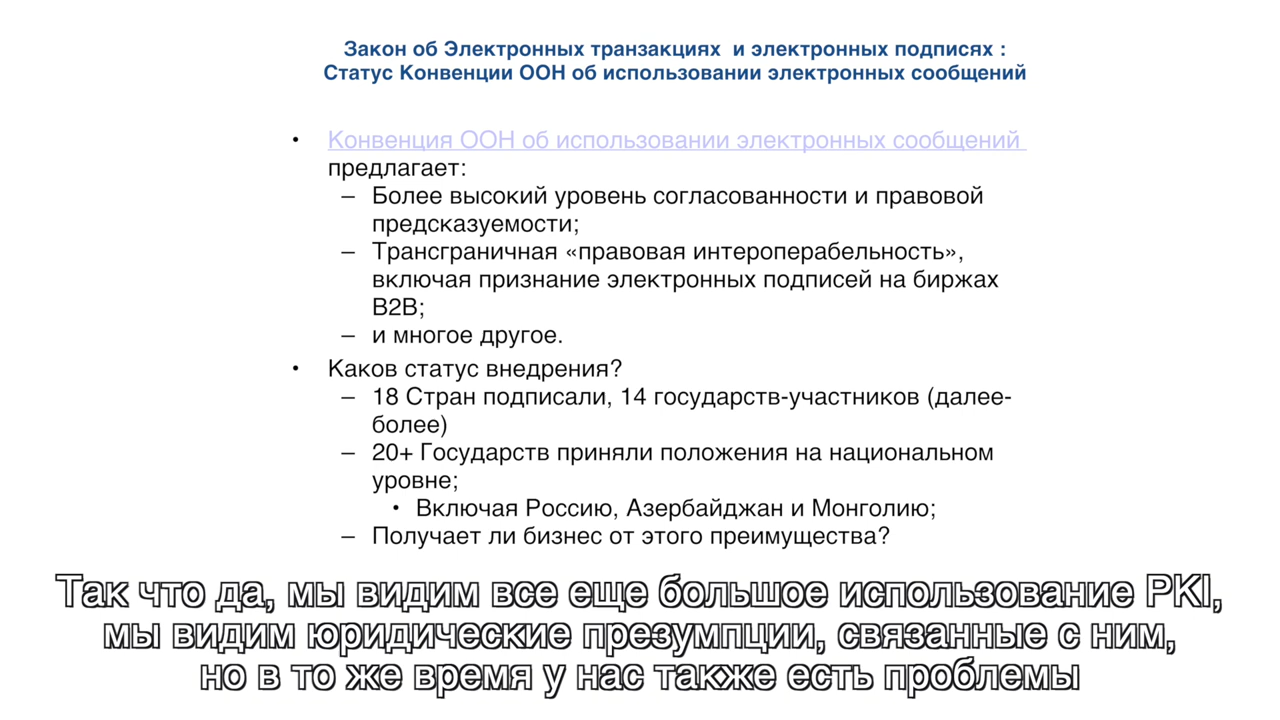 Закон об Электронных транзакциях и электронных подписях :
Статус Конвенции ООН об использовании электронных сообщений
• Конвенция ООН об использовании электронных сообщений
предлагает:
– Более высокий уровень согласованности и правовой
предсказуемости;
– Трансграничная «правовая интероперабельность»,
включая признание электронных подписей на биржах
B2B;
– и многое другое.
• Каков статус внедрения?
– 18 Стран подписали, 14 государств-участников (далее-
более)
– 20+ Государств приняли положения на национальном
уровне;
• Включая Россию, Азербайджан и Монголию;
– Получает ли бизнес от этого преимущества?
Так что да, мы видим все еще большое использование PKI,
мы видим юридические презумпции, связанные с ним,
но в то же время у нас также есть проблемы